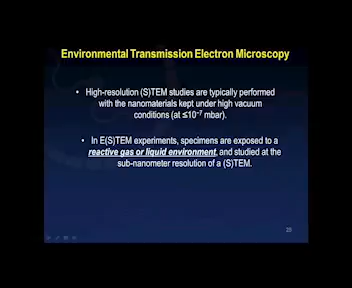 Environmental Transmission Electron Microscopy
• High-resolution (S)TEM studies are typically performed
with the nanomaterials kept under high vacuum
conditions (at ≤10⁻⁷ mbar).
• In E(S)TEM experiments, specimens are exposed to a
reactive gas or liquid environment, and studied at the
sub-nanometer resolution of a (S)TEM.